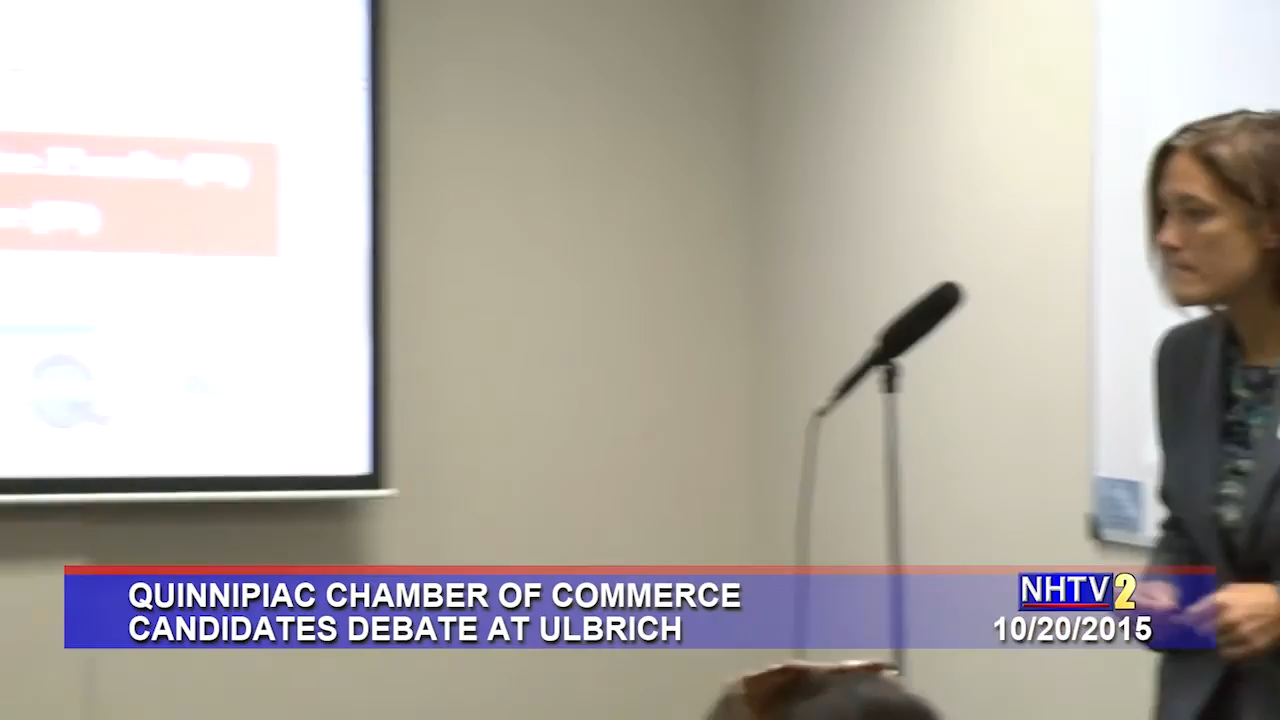 QUINNIPIAC CHAMBER OF COMMERCE
CANDIDATES DEBATE AT ULBRICH
NHTV2
10/20/2015